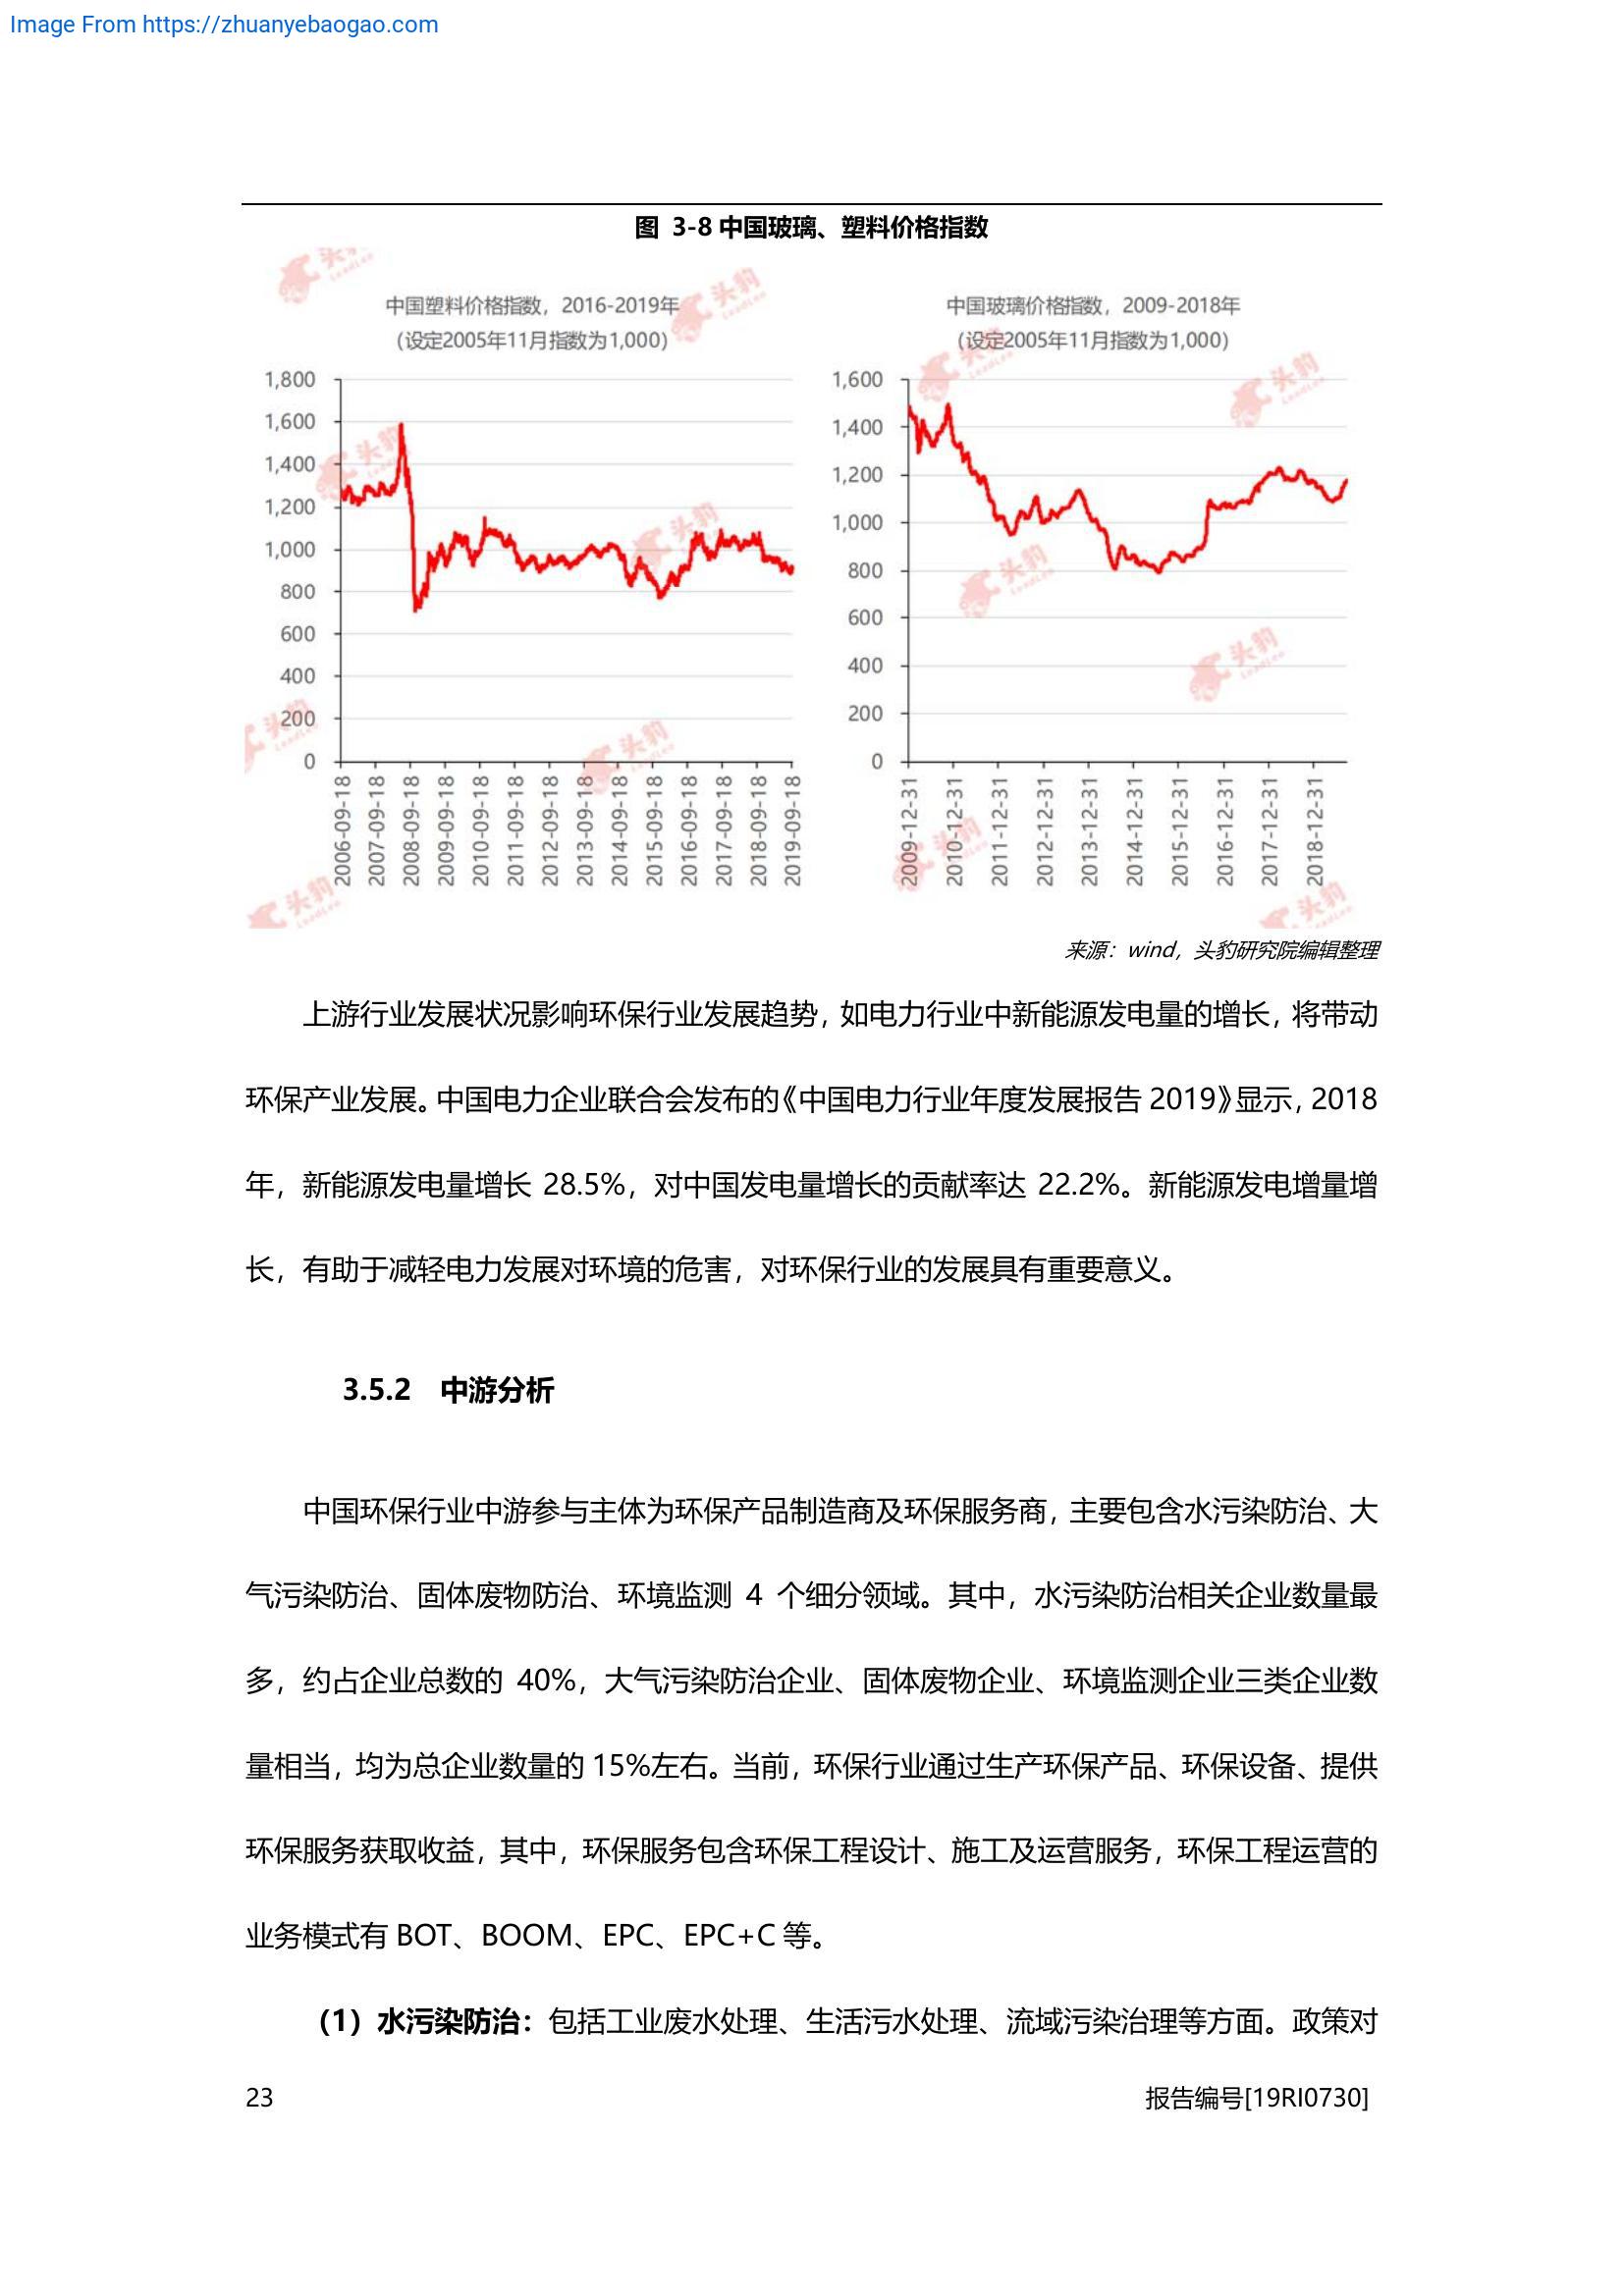 Image From https://zhuanyebaogao.com
图 3-8 中国玻璃、塑料价格指数
中国塑料价格指数，2016-2019年
（设定2005年11月指数为1,000）
1,800
1,600
1,400
1,200
1,000
800
600
400
200
0
2006-09-18
2007-09-18
2008-09-18
2009-09-18
2010-09-18
2011-09-18
2012-09-18
2013-09-18
2014-09-18
2015-09-18
2016-09-18
2017-09-18
2018-09-18
2019-09-18
中国玻璃价格指数，2009-2018年
（设定2005年11月指数为1,000）
1,600
1,400
1,200
1,000
800
600
400
200
0
2009-12-31
2010-12-31
2011-12-31
2012-12-31
2013-12-31
2014-12-31
2015-12-31
2016-12-31
2017-12-31
2018-12-31
头豹
LeadLeo
来源：wind，头豹研究院编辑整理
上游行业发展状况影响环保行业发展趋势，如电力行业中新能源发电量的增长，将带动
环保产业发展。中国电力企业联合会发布的《中国电力行业年度发展报告 2019》显示，2018
年，新能源发电量增长 28.5%，对中国发电量增长的贡献率达 22.2%。新能源发电增量增
长，有助于减轻电力发展对环境的危害，对环保行业的发展具有重要意义。
3.5.2 中游分析
中国环保行业中游参与主体为环保产品制造商及环保服务商，主要包含水污染防治、大
气污染防治、固体废物防治、环境监测 4 个细分领域。其中，水污染防治相关企业数量最
多，约占企业总数的 40%，大气污染防治企业、固体废物企业、环境监测企业三类企业数
量相当，均为总企业数量的 15%左右。当前，环保行业通过生产环保产品、环保设备、提供
环保服务获取收益，其中，环保服务包含环保工程设计、施工及运营服务，环保工程运营的
业务模式有 BOT、BOOM、EPC、EPC+C 等。
（1）水污染防治：包括工业废水处理、生活污水处理、流域污染治理等方面。政策对
23
报告编号[19RI0730]